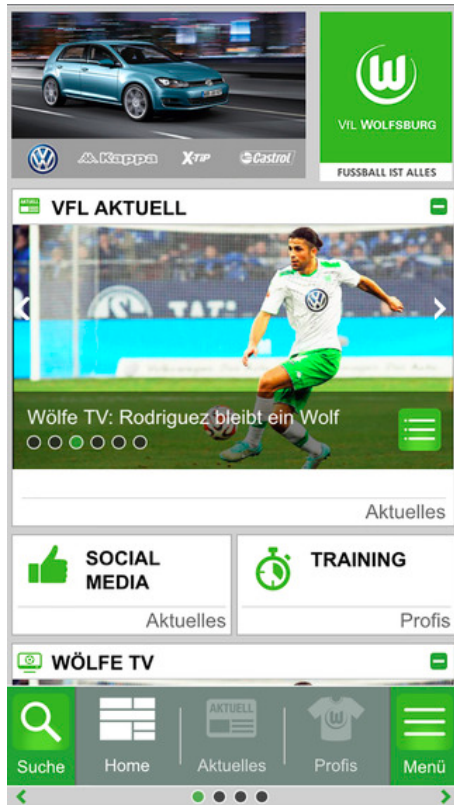 Kappa
X-TiP
Castrol
VfL WOLFSBURG
FUSSBALL IST ALLES
AKTUELL
VFL AKTUELL
Wölfe TV: Rodriguez bleibt ein Wolf
Aktuelles
SOCIAL
MEDIA
Aktuelles
TRAINING
Profis
WÖLFE TV
AKTUELL
Suche
Home
Aktuelles
Profis
Menü